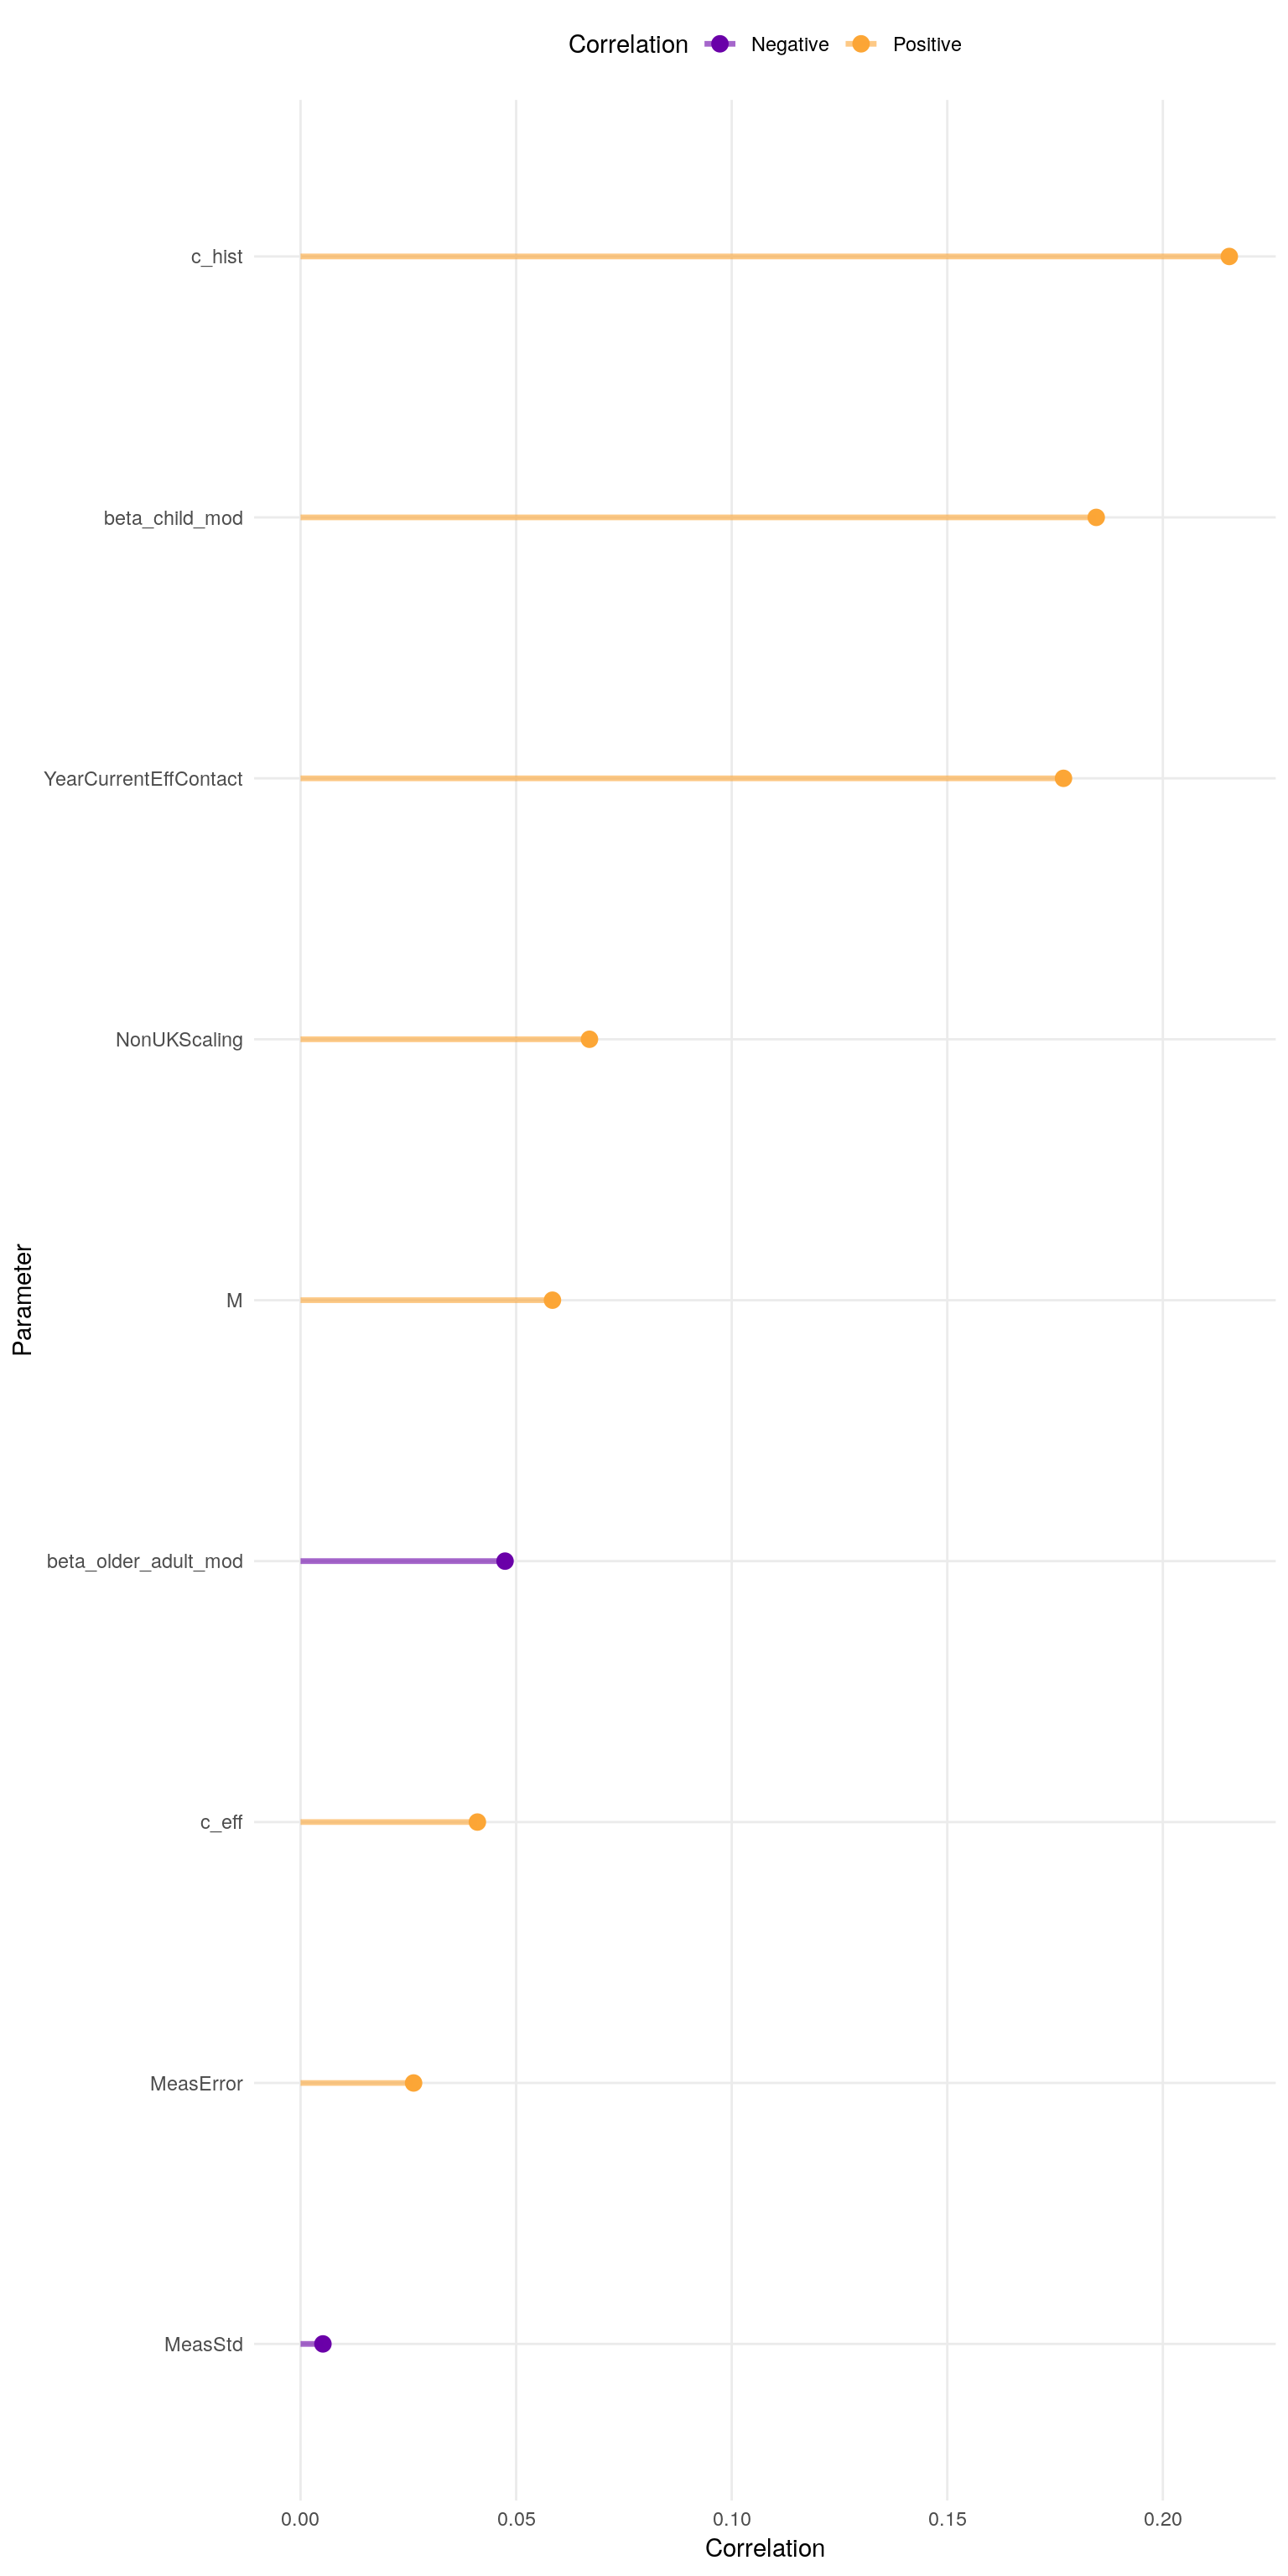 Correlation Negative Positive
c_hist
beta_child_mod
YearCurrentEffContact
NonUKScaling
M
Parameter
beta_older_adult_mod
c_eff
MeasError
MeasStd
0.00 0.05 0.10 0.15 0.20
Correlation